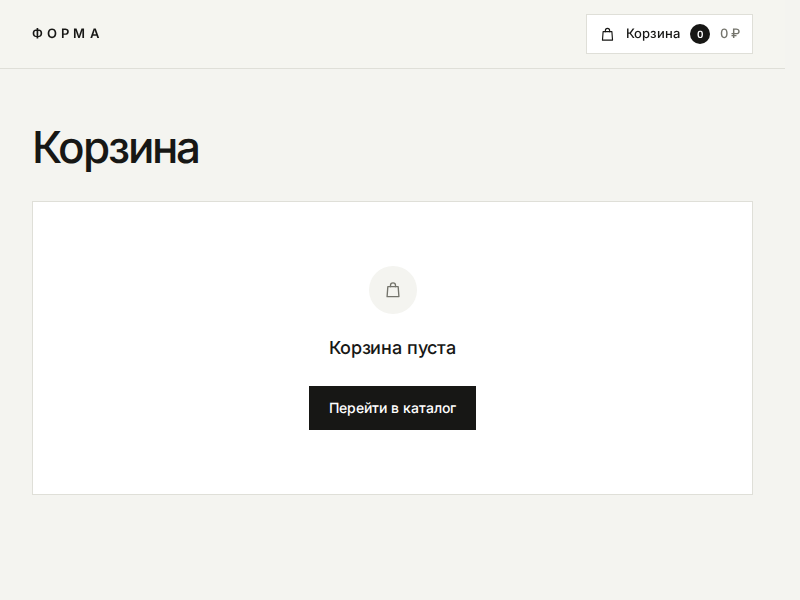 ФОРМА
Корзина 0 0 ₽
Корзина
Корзина пуста
Перейти в каталог